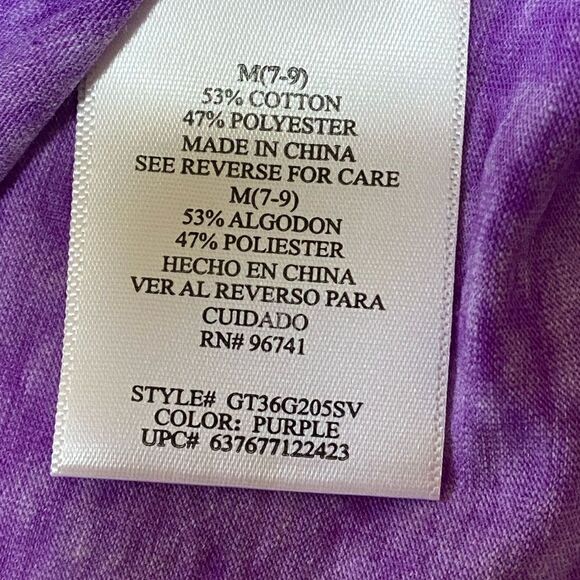 M(7-9)
53% COTTON
47% POLYESTER
MADE IN CHINA
SEE REVERSE FOR CARE
M(7-9)
53% ALGODON
47% POLIESTER
HECHO EN CHINA
VER AL REVERSO PARA
CUIDADO
RN# 96741
STYLE# GT36G205SV
COLOR: PURPLE
UPC# 637677122423